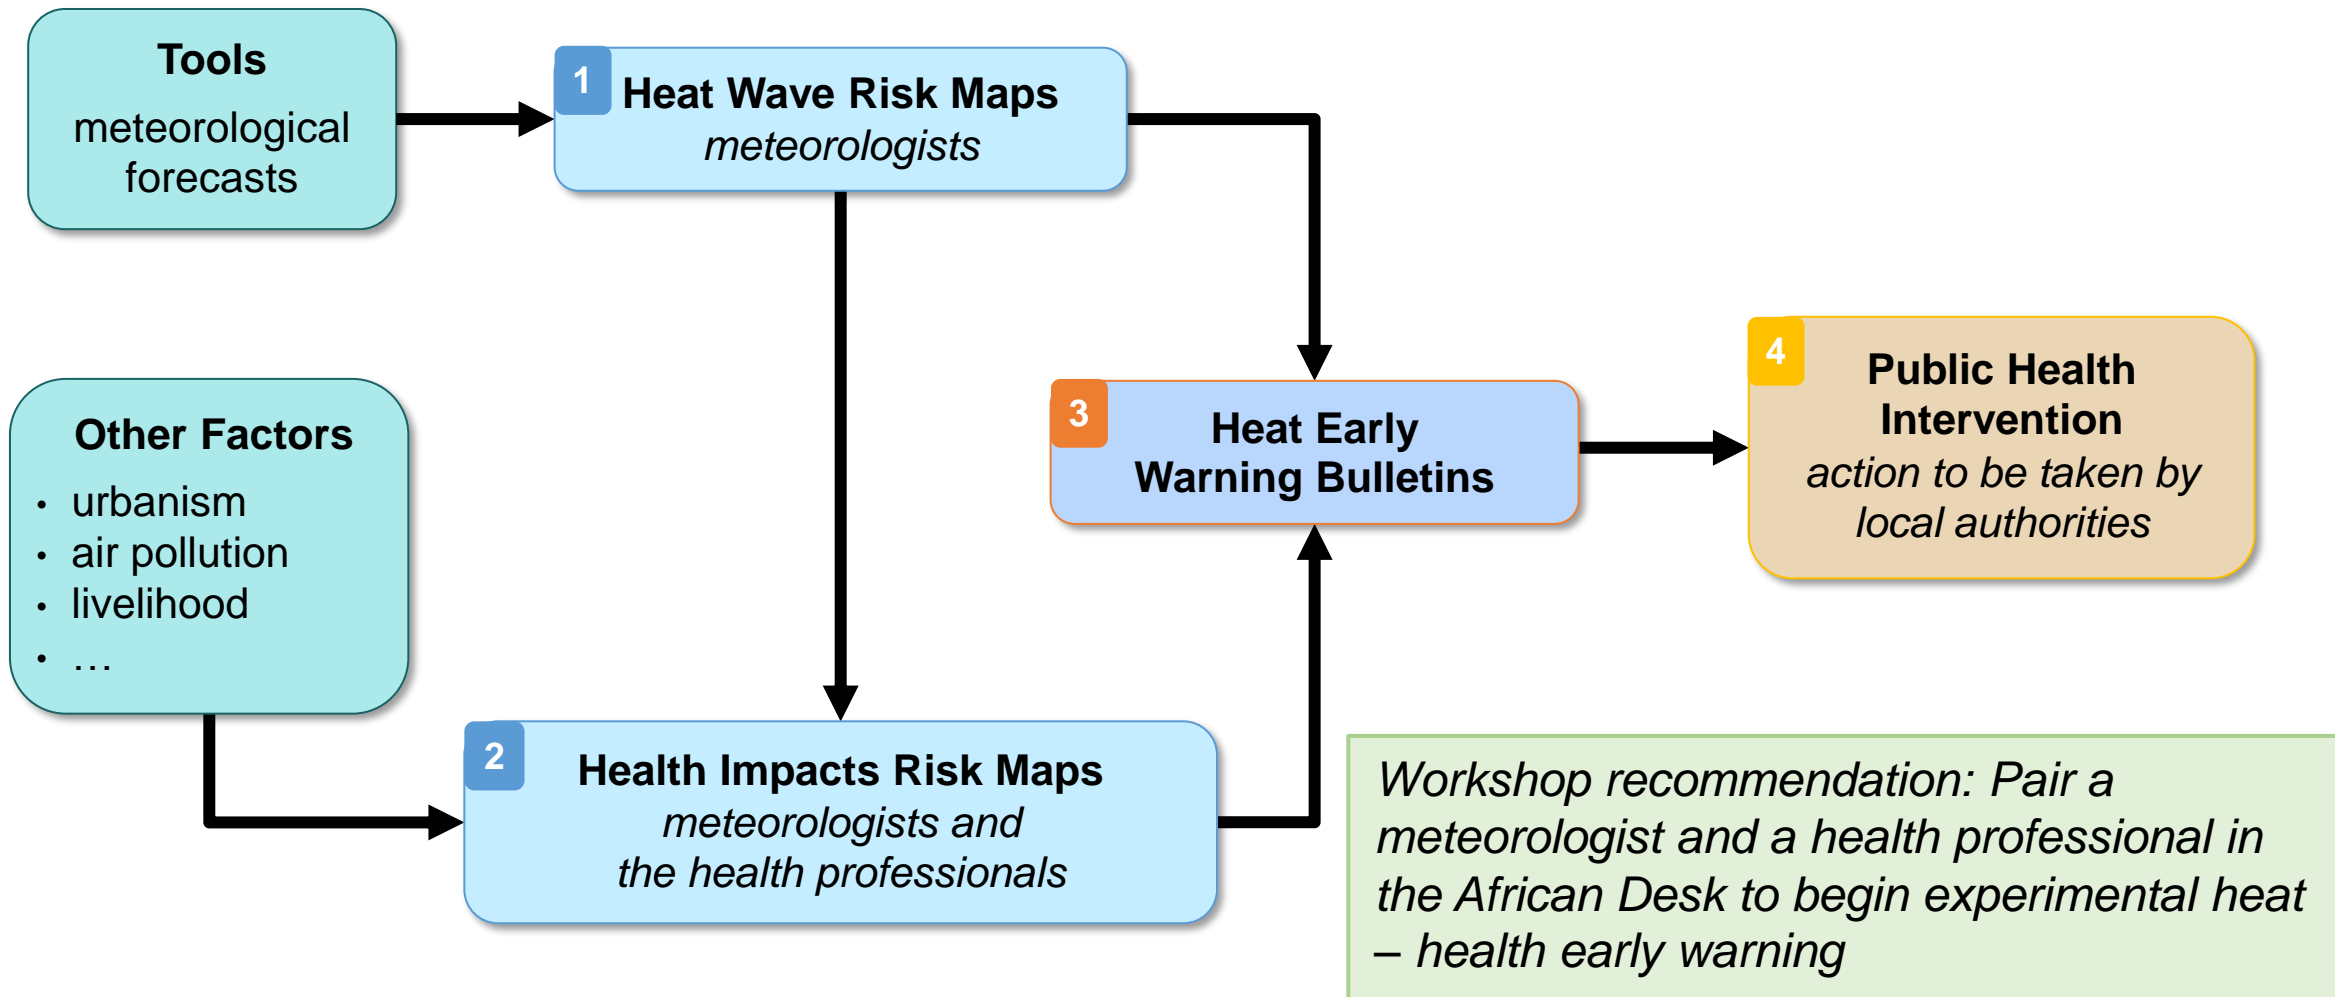 Tools
meteorological
forecasts
1
Heat Wave Risk Maps
meteorologists
Other Factors
• urbanism
• air pollution
• livelihood
• …
2
Health Impacts Risk Maps
meteorologists and
the health professionals
3
Heat Early
Warning Bulletins
4
Public Health
Intervention
action to be taken by
local authorities
Workshop recommendation: Pair a
meteorologist and a health professional in
the African Desk to begin experimental heat
– health early warning